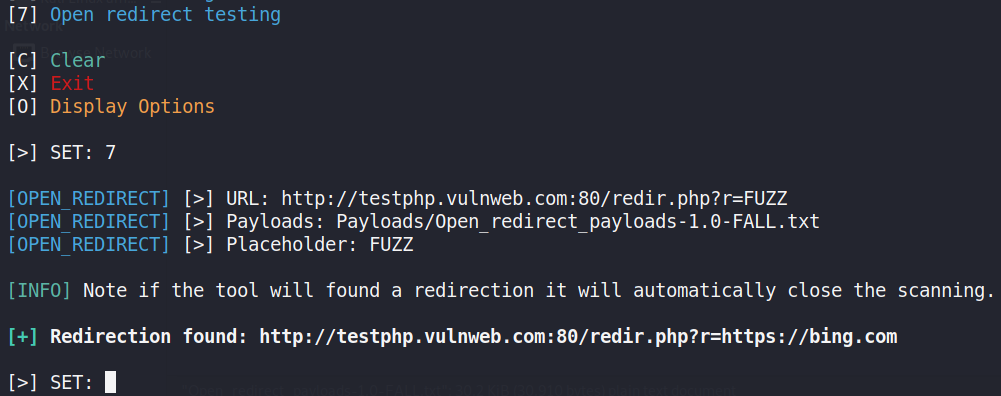 [7] Open redirect testing
[C] Clear
[X] Exit
[O] Display Options
[>] SET: 7
[OPEN_REDIRECT] [>] URL: http://testphp.vulnweb.com:80/redir.php?r=FUZZ
[OPEN_REDIRECT] [>] Payloads: Payloads/Open_redirect_payloads-1.0-FALL.txt
[OPEN_REDIRECT] [>] Placeholder: FUZZ
[INFO] Note if the tool will found a redirection it will automatically close the scanning.
[+] Redirection found: http://testphp.vulnweb.com:80/redir.php?r=https://bing.com
[>] SET: